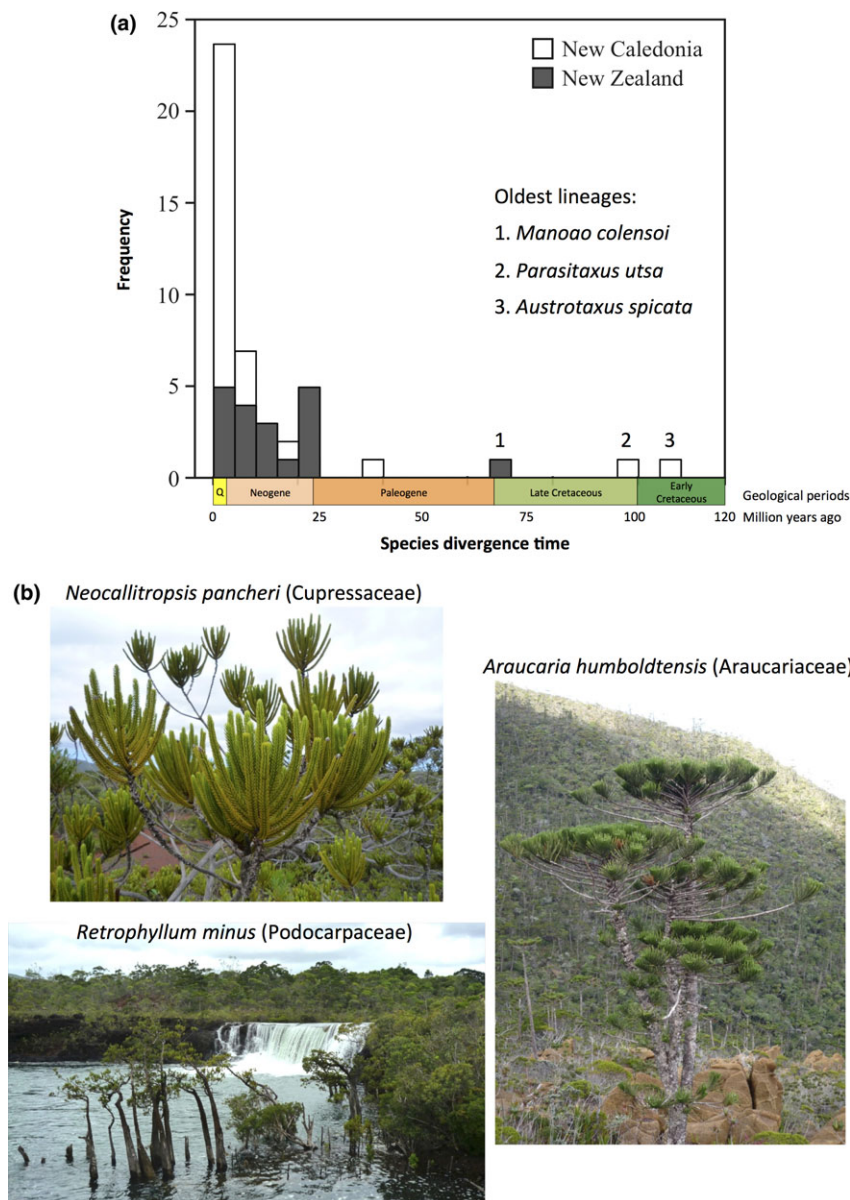 (a)
25
20
15
10
5
0
Frequency
New Caledonia
New Zealand
Oldest lineages:
1. Manoao colensoi
2. Parasitaxus utsa
3. Austrotaxus spicata
1
2
3
Q
Neogene
Paleogene
Late Cretaceous
Early
Cretaceous
Geological periods
0
25
50
75
100
120
Million years ago
Species divergence time
(b)
Neocallitropsis pancheri (Cupressaceae)
Araucaria humboldtensis (Araucariaceae)
Retrophyllum minus (Podocarpaceae)